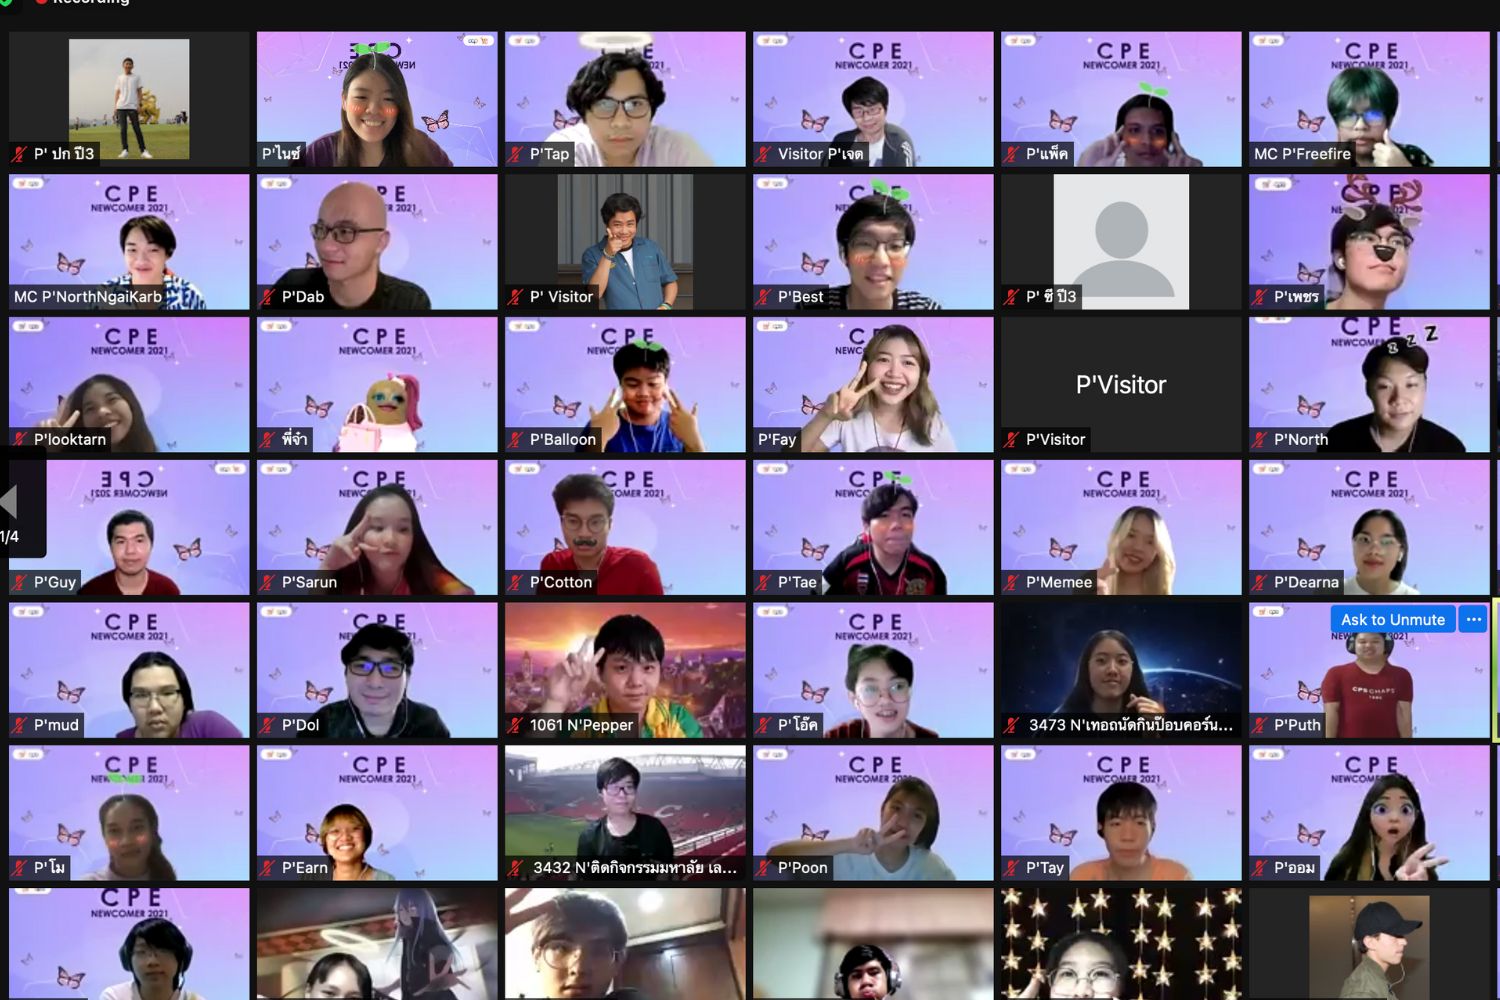 Recording
P' ปก ปี3
P'ไนซ์
CPE
NEWCOMER 2021
P'Tap
CPE
NEWCOMER 2021
Visitor P'เจต
CPE
NEWCOMER 2021
P'แพ็ค
CPE
NEWCOMER 2021
MC P'Freefire
CPE
NEWCOMER 2021
MC P'NorthNgaiKarb
P'Dab
P' Visitor
P'Best
P' ซี ปี3
P'เพชร
CPE
NEWCOMER 2021
P'looktarn
CPE
NEWCOMER 2021
พี่จ๋า
P'Balloon
P'Fay
P'Visitor
P'Visitor
CPE
Z Z Z
P'North
CPE
NEWCOMER 2021
P'Guy
P'Sarun
P'Cotton
P'Tae
CPE
NEWCOMER 2021
P'Memee
CPE
NEWCOMER 2021
P'Dearna
1/4
CPE
NEWCOMER 2021
P'mud
P'Dol
1061 N'Pepper
CPE
NEWCOMER 2021
P'โอ๊ค
3473 N'เทอถนัดกินป๊อบคอร์น...
Ask to Unmute
P'Puth
CPE
P'โม
CPE
NEWCOMER 2021
P'Earn
3432 N'ติดกิจกรรมมหาลัย เล...
CPE
NEWCOMER 2021
P'Poon
CPE
NEWCOMER 2021
P'Tay
CPE
NEWCOMER 2021
P'ออม
CPE
NEWCOMER 2021